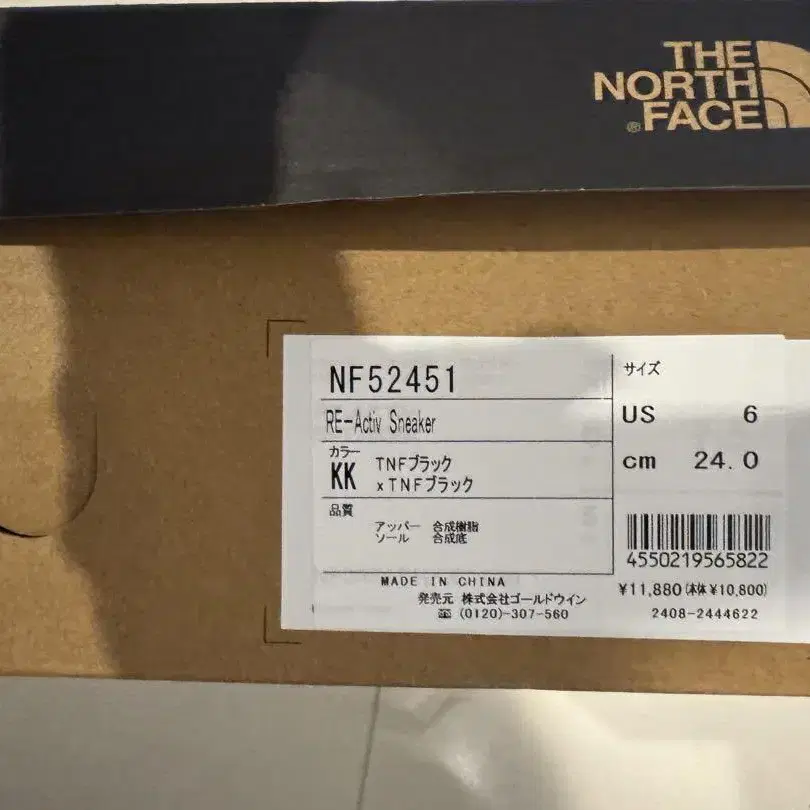 THE
NORTH
FACE
®
NF52451
RE-Activ Sneaker
カラー
KK TNFブラック
xTNFブラック
品質
アッパー 合成樹脂
ソール 合成底
MADE IN CHINA
発売元 株式会社ゴールドウイン
☎ (0120)-307-560
サイズ
US 6
cm 24.0
4550219565822
¥11,880(本体¥10,800)
2408-2444622